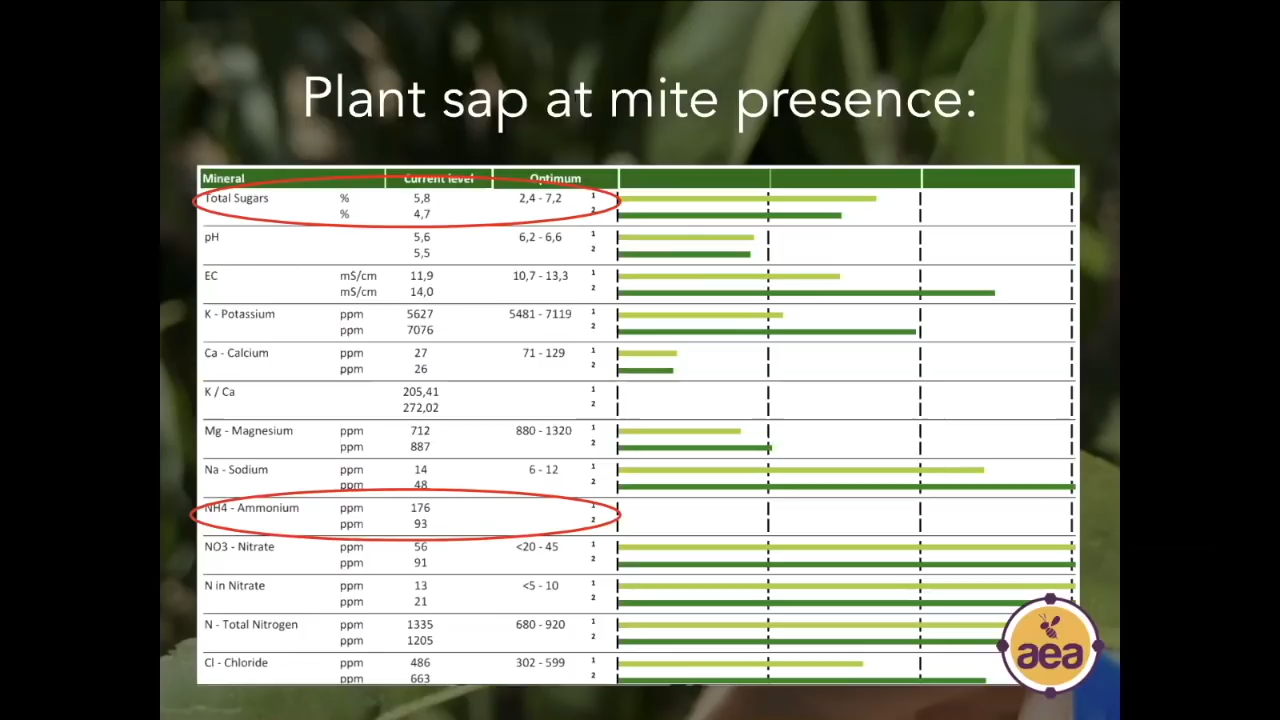 Plant sap at mite presence:
Mineral Current level Optimum
Total Sugars % 5,8 2,4 - 7,2 1
% 4,7 2
pH 5,6 6,2 - 6,6 1
5,5 2
EC mS/cm 11,9 10,7 - 13,3 1
mS/cm 14,0 2
K - Potassium ppm 5627 5481 - 7119 1
ppm 7076 2
Ca - Calcium ppm 27 71 - 129 1
ppm 26 2
K / Ca 205,41 1
272,02 2
Mg - Magnesium ppm 712 880 - 1320 1
ppm 887 2
Na - Sodium ppm 14 6 - 12 1
ppm 48 2
NH4 - Ammonium ppm 176 1
ppm 93 2
NO3 - Nitrate ppm 56 <20 - 45 1
ppm 91 2
N in Nitrate ppm 13 <5 - 10 1
ppm 21 2
N - Total Nitrogen ppm 1335 680 - 920 1
ppm 1205 2
Cl - Chloride ppm 486 302 - 599 1
ppm 663 2
aea